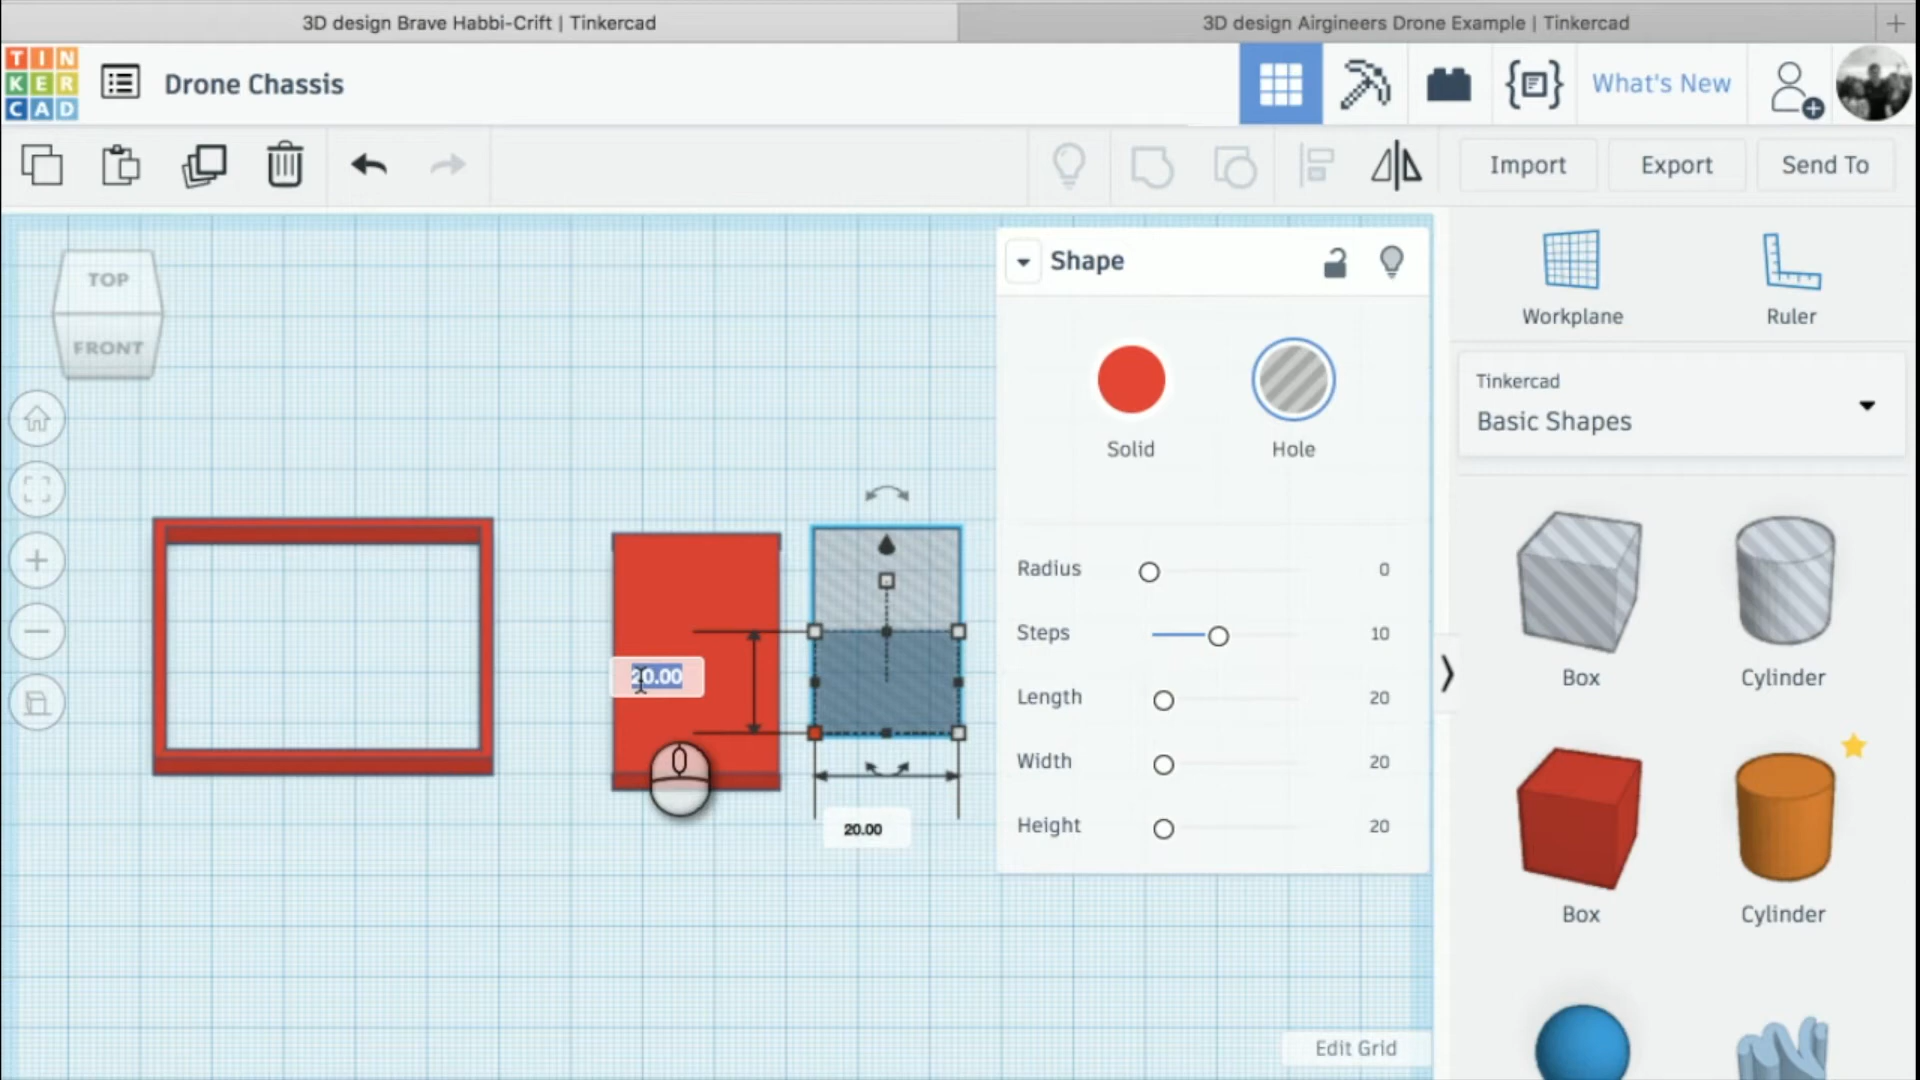 3D design Brave Habbi-Crift | Tinkercad
3D design Airgineers Drone Example | Tinkercad
TIN
KER
CAD
Drone Chassis
What's New
Import
Export
Send To
TOP
FRONT
Shape
Solid
Hole
Radius 0
Steps 10
Length 20
Width 20
Height 20
20.00
20.00
Edit Grid
Workplane
Ruler
Tinkercad
Basic Shapes
Box
Cylinder
Box
Cylinder